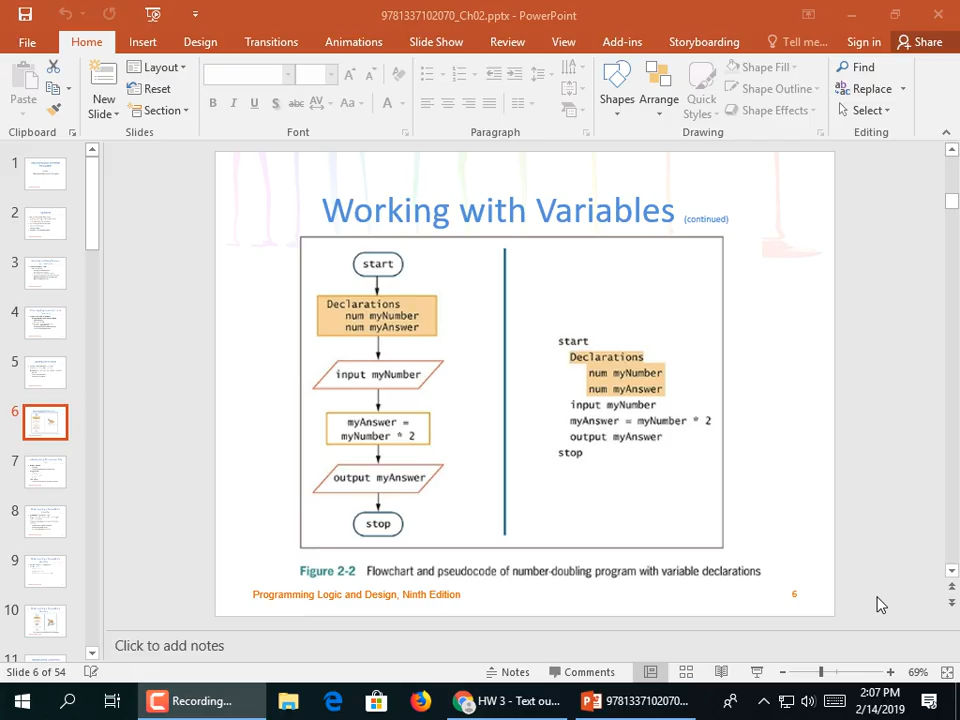 9781337102070_Ch02.pptx - PowerPoint
File Home Insert Design Transitions Animations Slide Show Review View Add-ins Storyboarding Tell me... Sign in Share
Paste
Clipboard
New
Slide
Layout
Reset
Section
Slides
B I U S abc AV Aa A
Font
Paragraph
Shapes
Arrange
Quick
Styles
Shape Fill
Shape Outline
Shape Effects
Drawing
Find
Replace
Select
Editing
1
2
3
4
5
6
7
8
9
10
11
Working with Variables (continued)
start
Declarations
num myNumber
num myAnswer
input myNumber
myAnswer =
myNumber * 2
output myAnswer
stop
start
Declarations
num myNumber
num myAnswer
input myNumber
myAnswer = myNumber * 2
output myAnswer
stop
Figure 2-2 Flowchart and pseudocode of number-doubling program with variable declarations
Programming Logic and Design, Ninth Edition
6
Click to add notes
Slide 6 of 54
Notes
Comments
69%
Recording...
HW 3 - Text ou...
9781337102070...
2:07 PM
2/14/2019